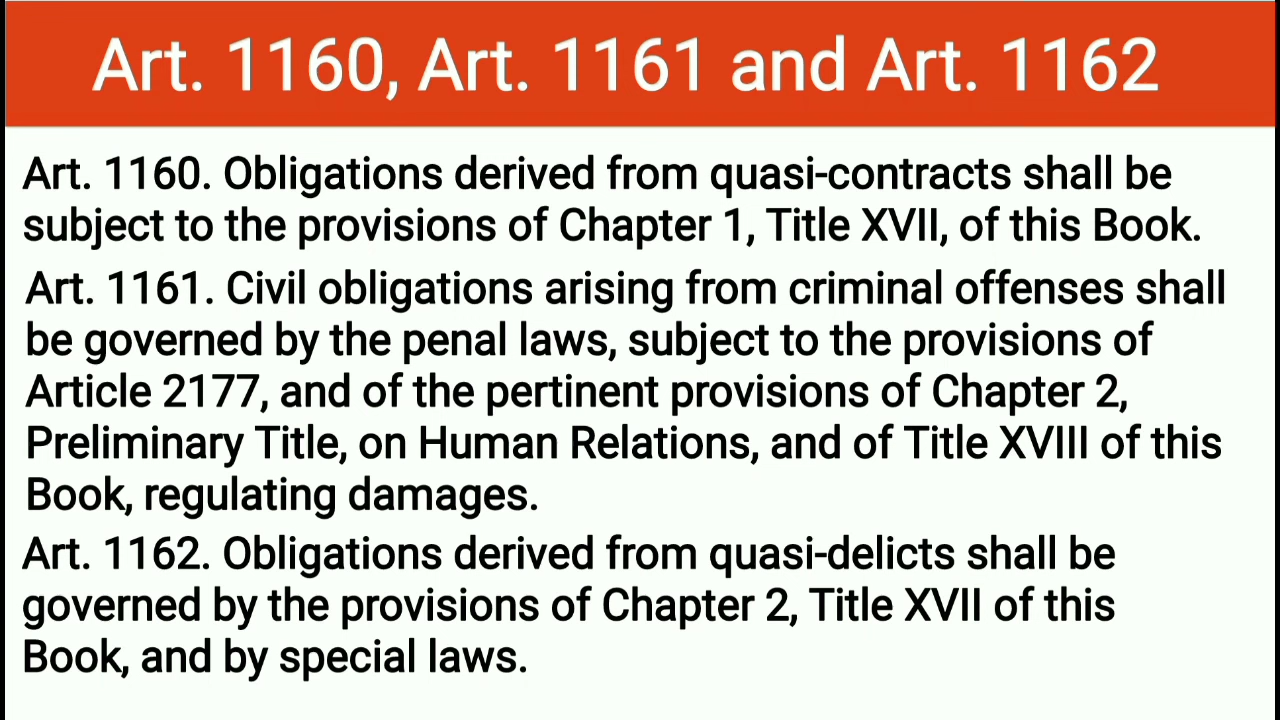 Art. 1160, Art. 1161 and Art. 1162
Art. 1160. Obligations derived from quasi-contracts shall be
subject to the provisions of Chapter 1, Title XVII, of this Book.
Art. 1161. Civil obligations arising from criminal offenses shall
be governed by the penal laws, subject to the provisions of
Article 2177, and of the pertinent provisions of Chapter 2,
Preliminary Title, on Human Relations, and of Title XVIII of this
Book, regulating damages.
Art. 1162. Obligations derived from quasi-delicts shall be
governed by the provisions of Chapter 2, Title XVII of this
Book, and by special laws.